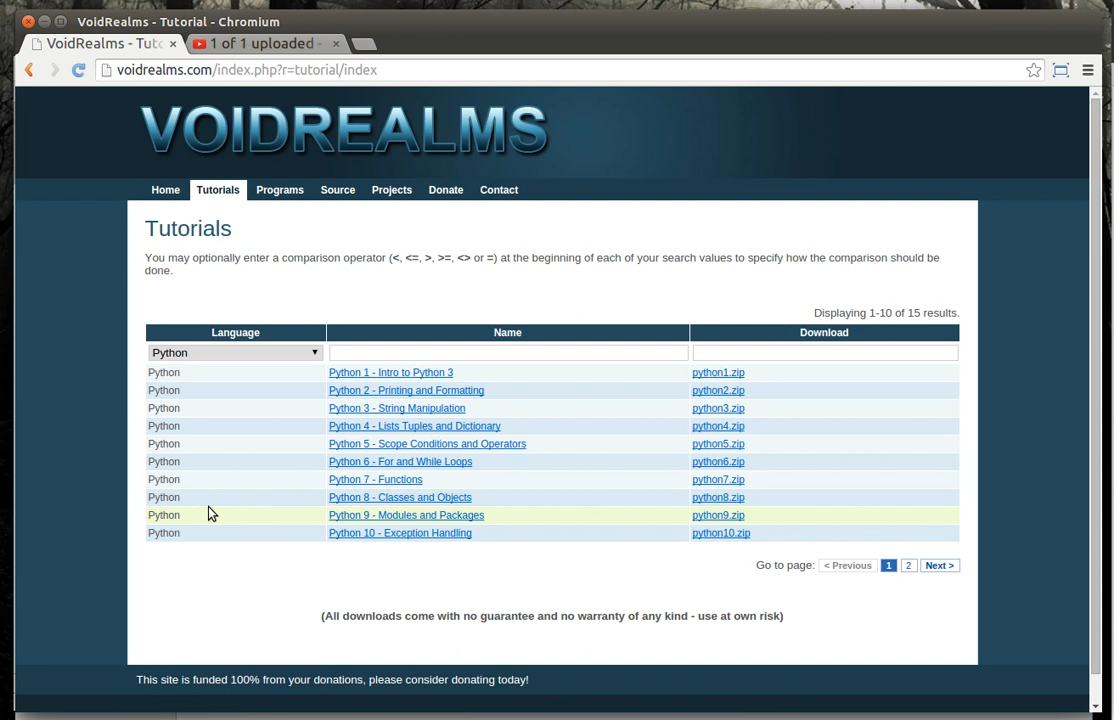 VoidRealms - Tutorial - Chromium
VoidRealms - Tuto
1 of 1 uploaded -
voidrealms.com/index.php?r=tutorial/index
VOIDREALMS
Home Tutorials Programs Source Projects Donate Contact
Tutorials
You may optionally enter a comparison operator (<, <=, >, >=, <> or =) at the beginning of each of your search values to specify how the comparison should be
done.
Displaying 1-10 of 15 results.
Language Name Download
Python
Python Python 1 - Intro to Python 3 python1.zip
Python Python 2 - Printing and Formatting python2.zip
Python Python 3 - String Manipulation python3.zip
Python Python 4 - Lists Tuples and Dictionary python4.zip
Python Python 5 - Scope Conditions and Operators python5.zip
Python Python 6 - For and While Loops python6.zip
Python Python 7 - Functions python7.zip
Python Python 8 - Classes and Objects python8.zip
Python Python 9 - Modules and Packages python9.zip
Python Python 10 - Exception Handling python10.zip
Go to page: < Previous 1 2 Next >
(All downloads come with no guarantee and no warranty of any kind - use at own risk)
This site is funded 100% from your donations, please consider donating today!